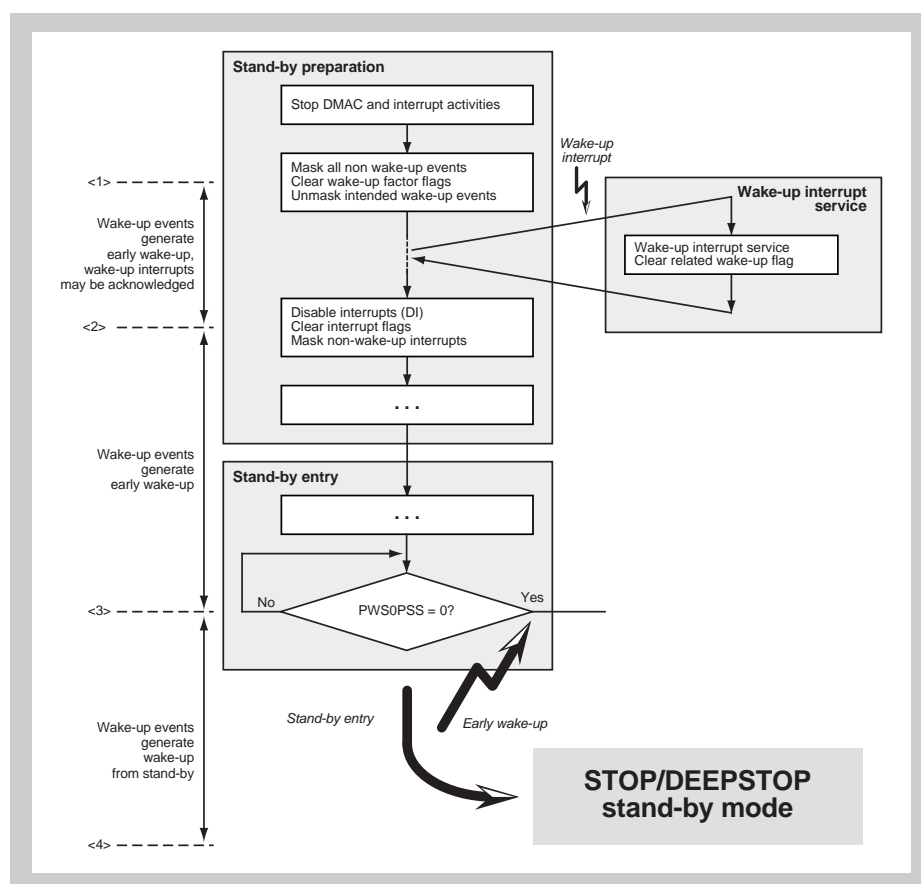 Stand-by preparation
Stop DMAC and interrupt activities
Mask all non wake-up events
Clear wake-up factor flags
Unmask intended wake-up events
Wake-up
interrupt
Wake-up interrupt
service
Wake-up interrupt service
Clear related wake-up flag
<1>
Wake-up events
generate
early wake-up,
wake-up interrupts
may be acknowledged
<2>
Disable interrupts (DI)
Clear interrupt flags
Mask non-wake-up interrupts
. . .
Wake-up events
generate
early wake-up
Stand-by entry
. . .
No
PWS0PSS = 0?
Yes
<3>
Stand-by entry
Early wake-up
Wake-up events
generate
wake-up
from stand-by
STOP/DEEPSTOP
stand-by mode
<4>